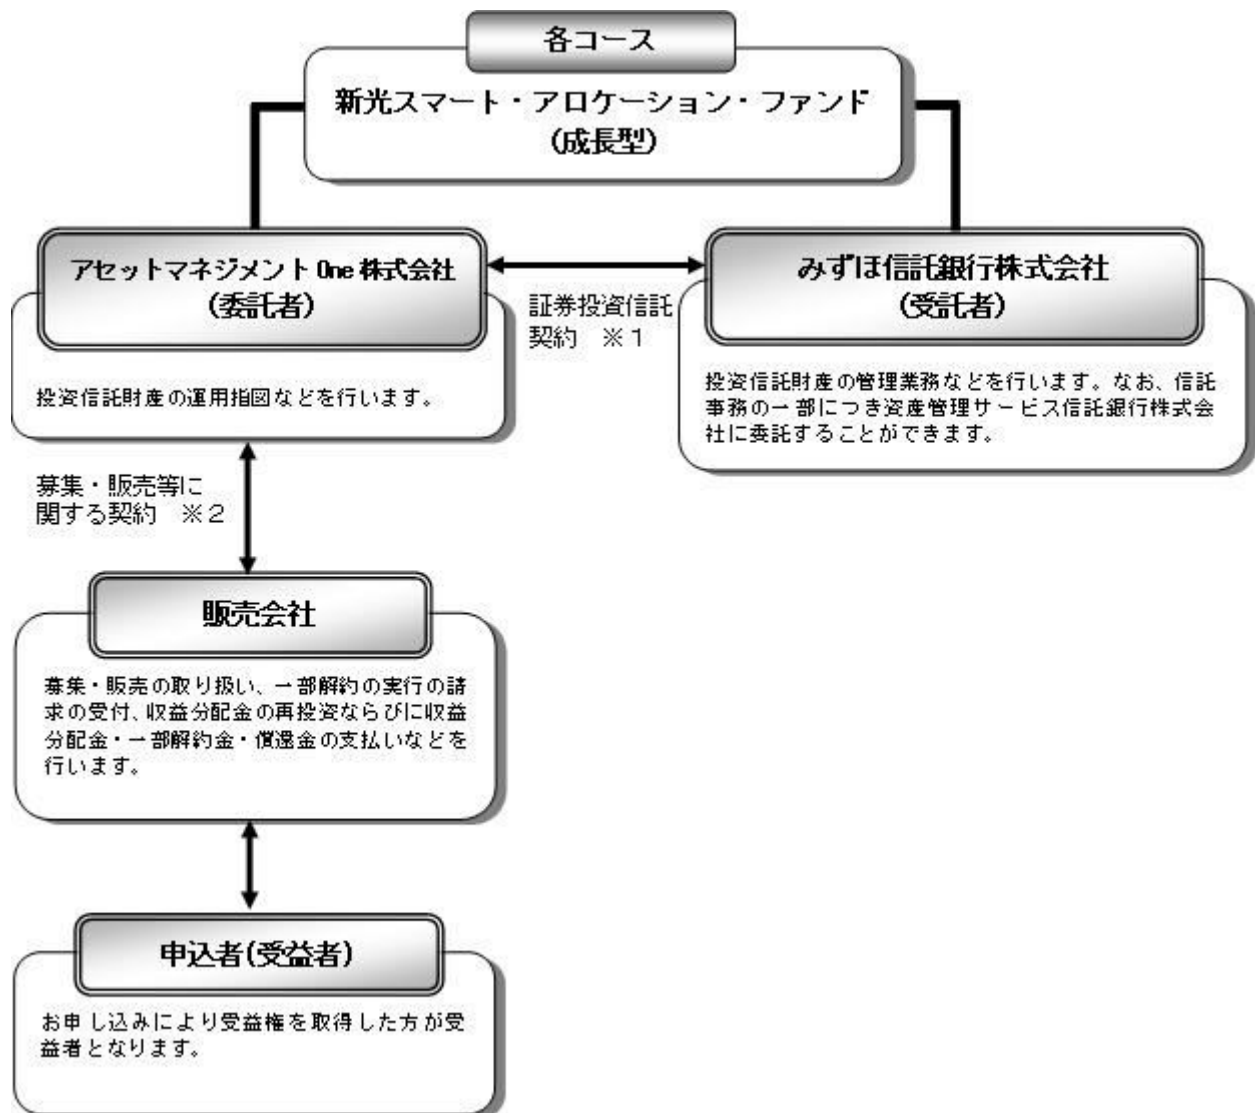 各コース
新光スマート・アロケーション・ファンド
(成長型)
アセットマネジメント One 株式会社
(委託者)
投資信託財産の運用指図などを行います。
証券投資信託
契約　※１
みずほ信託銀行株式会社
(受託者)
投資信託財産の管理業務などを行います。なお、信託
事務の一部につき資産管理サービス信託銀行株式会
社に委託することができます。
募集・販売等に
関する契約　※２
販売会社
募集・販売の取り扱い、一部解約の実行の請
求の受付、収益分配金の再投資ならびに収益
分配金・一部解約金・償還金の支払いなどを
行います。
申込者(受益者)
お申し込みにより受益権を取得した方が受
益者となります。